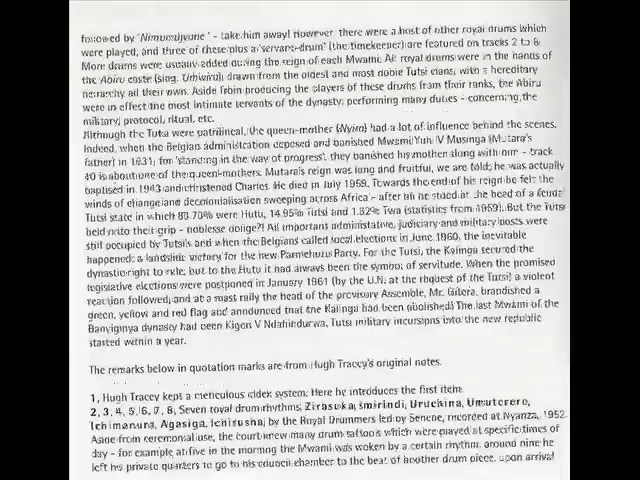 followed by 'Nimumújyane' - take him away! However there were a host of other royal drums which
were played, and three of these plus a 'servant-drum' (the timekeeper) are featured on tracks 2 to 8.
More drums were usually added during the reign of each Mwami. All royal drums were in the hands of
the Abiru caste (sing. Umwiru) drawn from the oldest and most noble Tutsi clans, with a hereditary
hierarchy all their own. Aside from producing the players of these drums from their ranks, the Abiru
were in effect the most intimate servants of the dynasty, performing many duties - concerning the
military, protocol, ritual, etc.
Although the Tutsi were patrilineal, the queen-mother (Nyira) had a lot of influence behind the scenes.
Indeed, when the Belgian administration deposed and banished Mwami Yuhi V Musinga (Mutara's
father) in 1931, for 'standing in the way of progress', they banished his mother along with him - track
is about one of the queen-mothers. Mutara's reign was long and fruitful, we are told; he was actually
baptised in 1943 and christened Charles. He died in July 1959. Towards the end of his reign he felt the
winds of change and decolonialisation sweeping across Africa - after all he stood at the head of a feudal
Tutsi state in which Hutu, 14.95% Tutsi and Twa (statistics from 1959). But the Tutsi
held onto their grip - noblesse oblige?! All important administative, judiciary and military posts were
still occupied by Tutsi's and when the Belgians called local elections in June 1960, the inevitable
happened: a landslide victory for the new Parmehutu Party. For the Tutsi, the Kalinga secured the
dynastic right to rule, but to the Hutu it had always been the symbol of servitude. When the promised
legislative elections were postponed in January 1961 (by the U.N. at the request of the Tutsi) a violent
reaction followed, and at a mass rally the head of the provisary Assemble, Mr. Gitera, brandished a
green, yellow and red flag and announced that the Kalinga had been abolished! The last Mwami of the
Banyiginya dynasty had been Kigeri V Ndahindurwa. Tutsi military incursions into the new republic
started within a year.
The remarks below in quotation marks are from Hugh Tracey's original notes.
1, Hugh Tracey kept a meticulous index system. Here he introduces the first item.
2, 3, 4, 5, 6, 7, 8, Seven royal drum rhythms, Zirasuka, Umurishya, Umuterero,
Ichimanura, Agasiga, Ichirusha, by the Royal Drummers led by Senene, recorded at Nyanza, 1952.
Aside from ceremonial use, the court knew many drum tattoos which were played at specific times of
day - for example at five in the morning the Mwami was woken by a certain rhythm, around nine he
left his private quarters to go to his council chamber to the beat of another drum piece, upon arrival